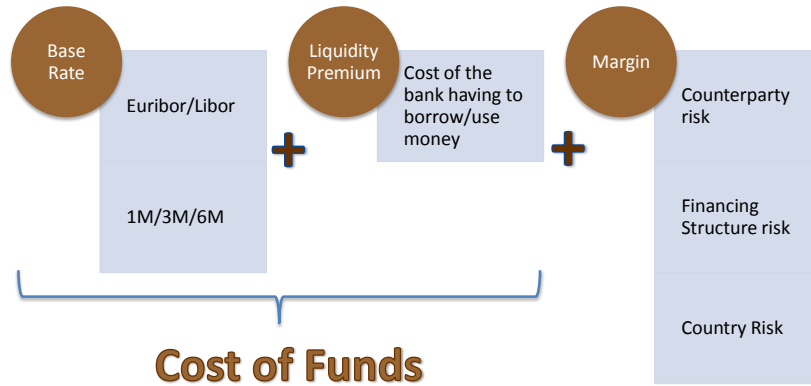 Base
Rate
Euribor/Libor
1M/3M/6M
+
Liquidity
Premium
Cost of the
bank having to
borrow/use
money
+
Margin
Counterparty
risk
Financing
Structure risk
Country Risk
Cost of Funds